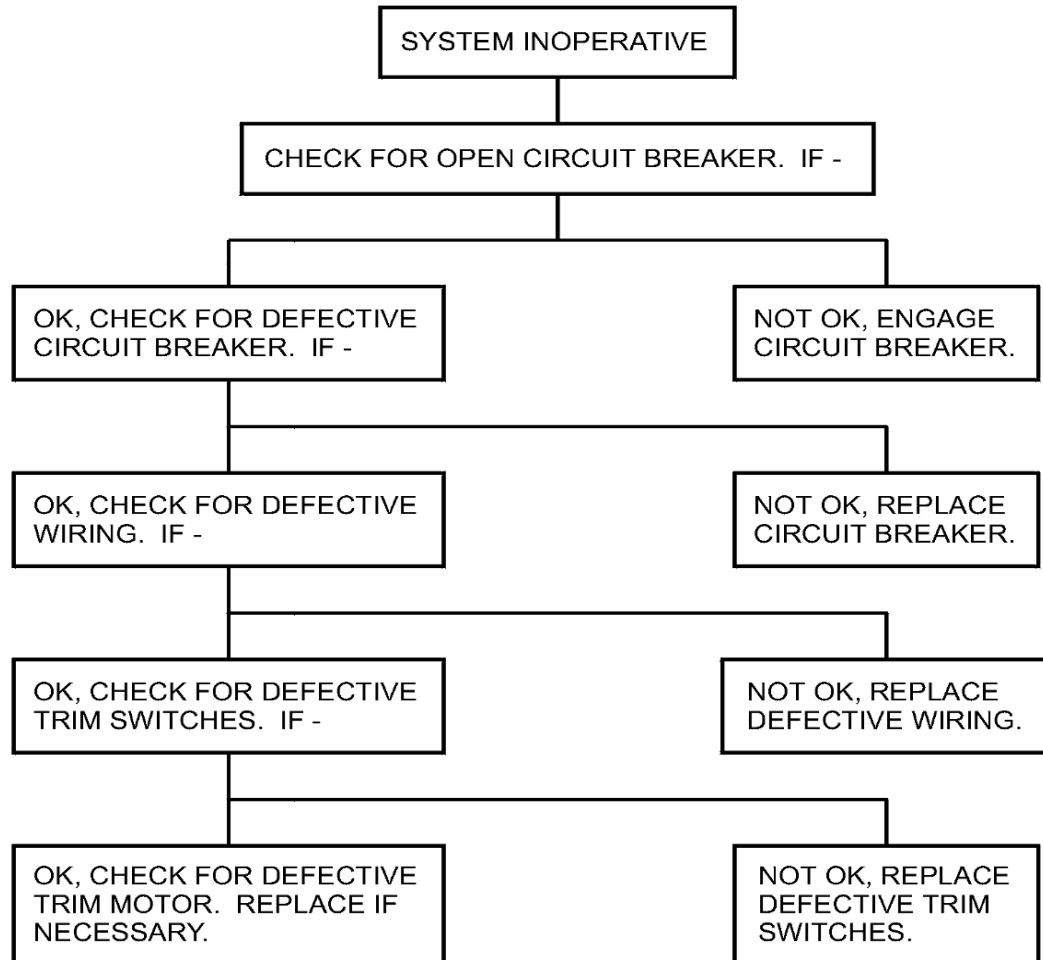 SYSTEM INOPERATIVE
CHECK FOR OPEN CIRCUIT BREAKER. IF -
OK, CHECK FOR DEFECTIVE
CIRCUIT BREAKER. IF -
NOT OK, ENGAGE
CIRCUIT BREAKER.
OK, CHECK FOR DEFECTIVE
WIRING. IF -
NOT OK, REPLACE
CIRCUIT BREAKER.
OK, CHECK FOR DEFECTIVE
TRIM SWITCHES. IF -
NOT OK, REPLACE
DEFECTIVE WIRING.
OK, CHECK FOR DEFECTIVE
TRIM MOTOR. REPLACE IF
NECESSARY.
NOT OK, REPLACE
DEFECTIVE TRIM
SWITCHES.